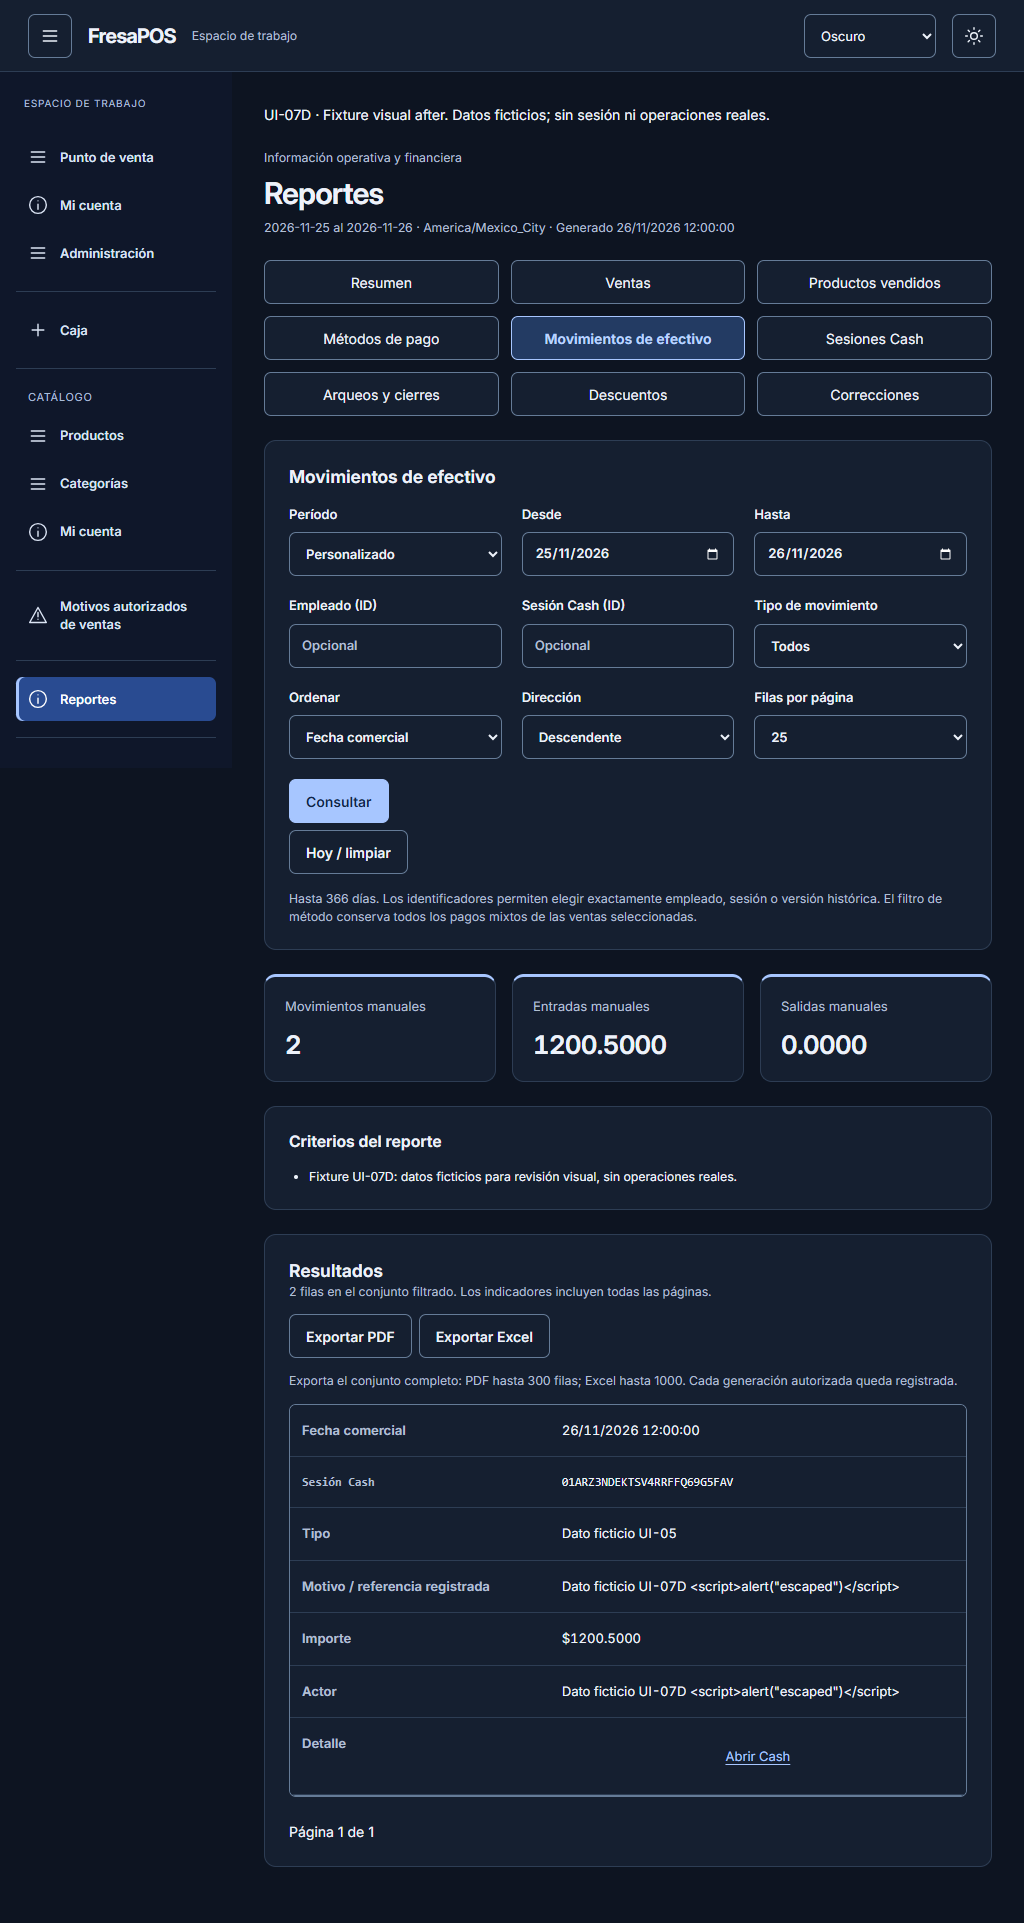 FresaPOS
Espacio de trabajo
Oscuro
ESPACIO DE TRABAJO
Punto de venta
Mi cuenta
Administración
Caja
CATÁLOGO
Productos
Categorías
Mi cuenta
Motivos autorizados
de ventas
Reportes
UI-07D · Fixture visual after. Datos ficticios; sin sesión ni operaciones reales.
Información operativa y financiera
Reportes
2026-11-25 al 2026-11-26 · America/Mexico_City · Generado 26/11/2026 12:00:00
Resumen
Ventas
Productos vendidos
Métodos de pago
Movimientos de efectivo
Sesiones Cash
Arqueos y cierres
Descuentos
Correcciones
Movimientos de efectivo
Período
Desde
Hasta
Personalizado
25/11/2026
26/11/2026
Empleado (ID)
Sesión Cash (ID)
Tipo de movimiento
Opcional
Opcional
Todos
Ordenar
Dirección
Filas por página
Fecha comercial
Descendente
25
Consultar
Hoy / limpiar
Hasta 366 días. Los identificadores permiten elegir exactamente empleado, sesión o versión histórica. El filtro de
método conserva todos los pagos mixtos de las ventas seleccionadas.
Movimientos manuales
2
Entradas manuales
1200.5000
Salidas manuales
0.0000
Criterios del reporte
• Fixture UI-07D: datos ficticios para revisión visual, sin operaciones reales.
Resultados
2 filas en el conjunto filtrado. Los indicadores incluyen todas las páginas.
Exportar PDF
Exportar Excel
Exporta el conjunto completo: PDF hasta 300 filas; Excel hasta 1000. Cada generación autorizada queda registrada.
Fecha comercial 26/11/2026 12:00:00
Sesión Cash 01ARZ3NDEKTSV4RRFFQ69G5FAV
Tipo Dato ficticio UI-05
Motivo / referencia registrada Dato ficticio UI-07D <script>alert("escaped")</script>
Importe $1200.5000
Actor Dato ficticio UI-07D <script>alert("escaped")</script>
Detalle
Abrir Cash
Página 1 de 1